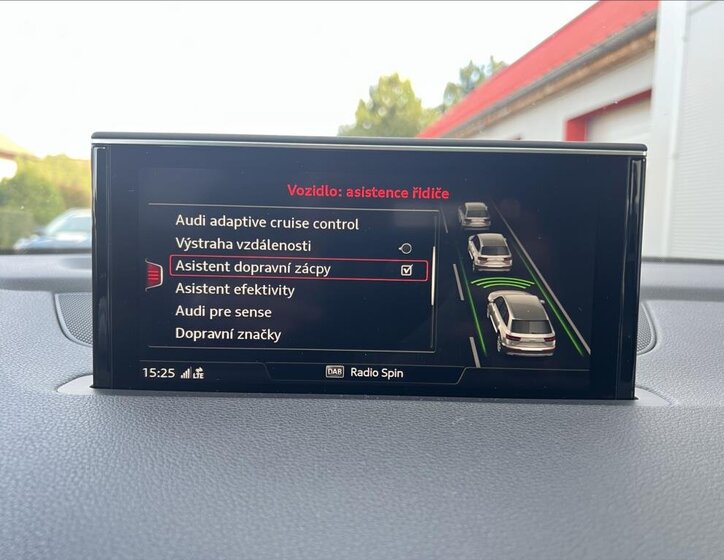 Vozidlo: asistence řidiče
Audi adaptive cruise control
Výstraha vzdálenosti
Asistent dopravní zácpy
Asistent efektivity
Audi pre sense
Dopravní značky
15:25 LTE DAB Radio Spin